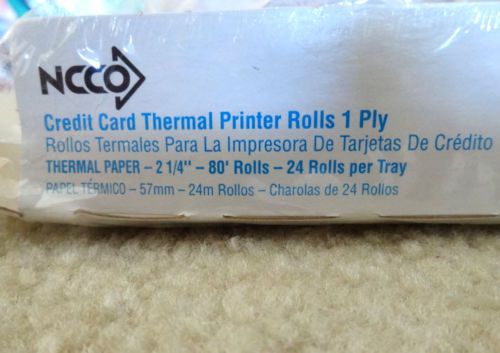 NCCO
Credit Card Thermal Printer Rolls 1 Ply
Rollos Termales Para La Impresora De Tarjetas De Crédito
THERMAL PAPER – 2 1/4" – 80' Rolls – 24 Rolls per Tray
PAPEL TÉRMICO – 57mm – 24m Rollos – Charolas de 24 Rollos